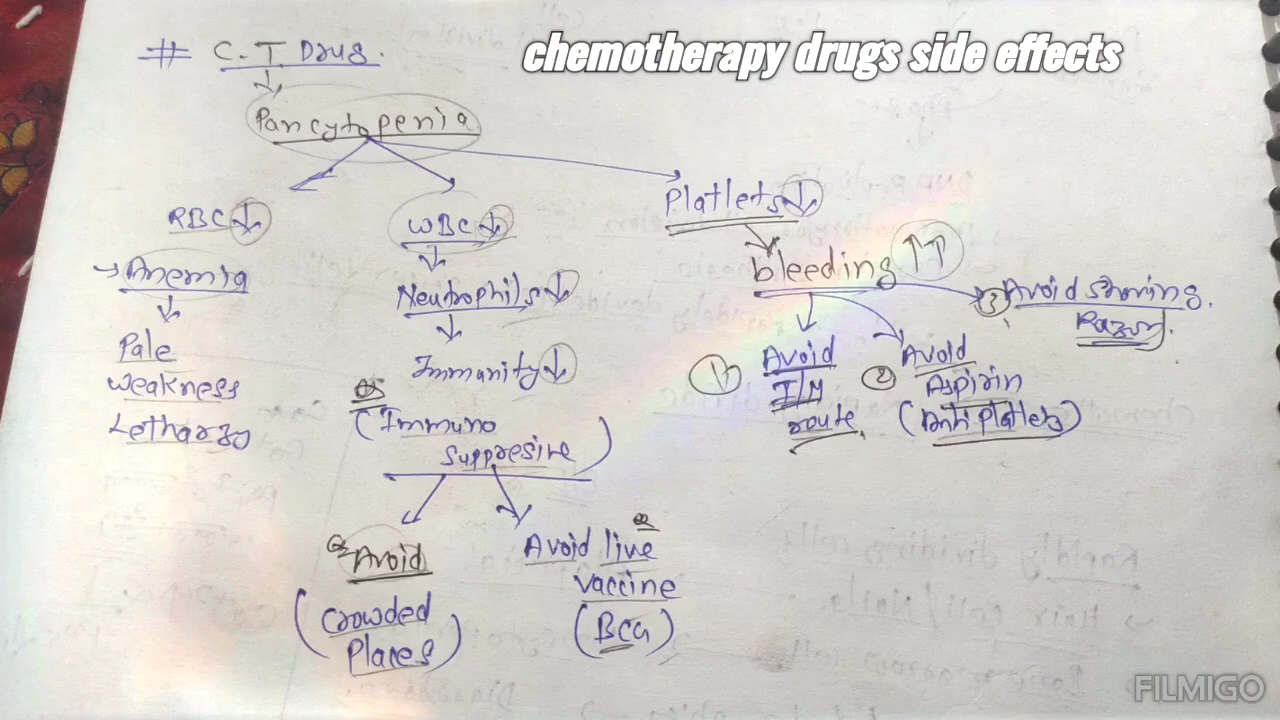 chemotherapy drugs side effects
# C.T. Drug.
↓
Pancytopenia
RBC↓
→ Anemia
↓
Pale
weakness
Lethargy
WBC↓
↓
Neutrophils↓
↓
Immunity↓
(Immuno
suppresive)
Avoid
(crowded
Places)
Avoid live
vaccine
(BCG)
Platlets↓
bleeding ↑↑
① Avoid
I/M
route
② Avoid
Aspirin
(Anti Platlets)
③ Avoid
Razor
FILMIGO